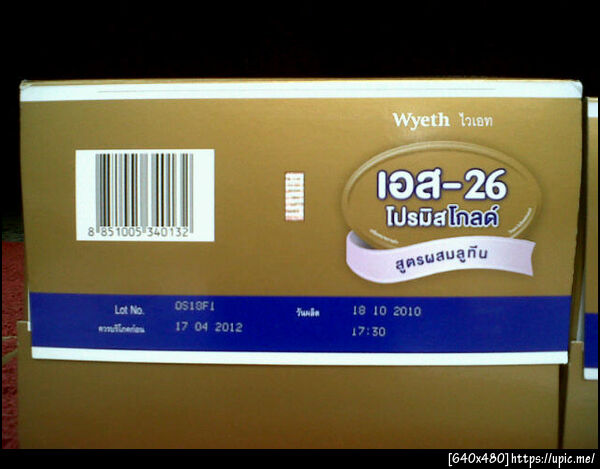 Wyeth ไวเอท
เอส-26
โปรมิสโกลด์
สูตรผสมลูทีน
8 851005 340132
Lot No. 0S18F1 วันผลิต 18 10 2010
ควรบริโภคก่อน 17 04 2012 17:30
[640x480]https://upic.me/